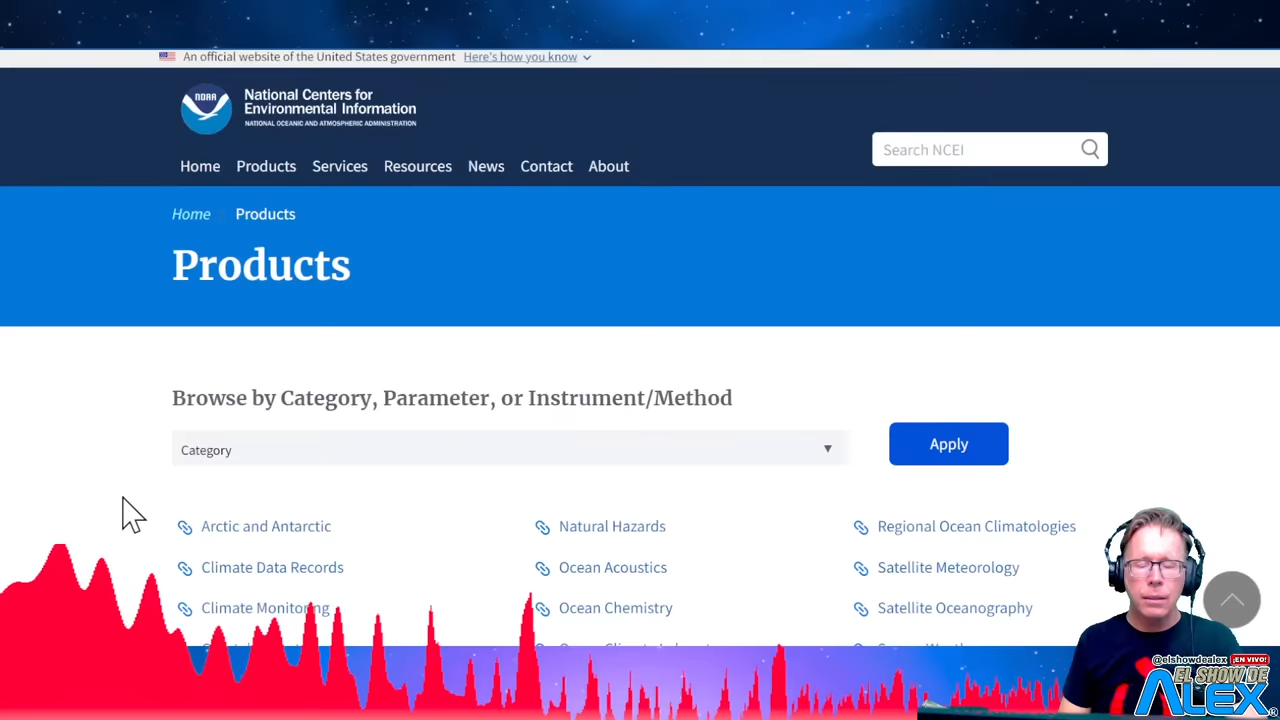 An official website of the United States government Here's how you know
NOAA
National Centers for
Environmental Information
NATIONAL OCEANIC AND ATMOSPHERIC ADMINISTRATION
Search NCEI
Home Products Services Resources News Contact About
Home Products
Products
Browse by Category, Parameter, or Instrument/Method
Category
Apply
Arctic and Antarctic
Natural Hazards
Regional Ocean Climatologies
Climate Data Records
Ocean Acoustics
Satellite Meteorology
Climate Monitoring
Ocean Chemistry
Satellite Oceanography
@elshowdealex ¡EN VIVO!
EL SHOW DE
ALEX